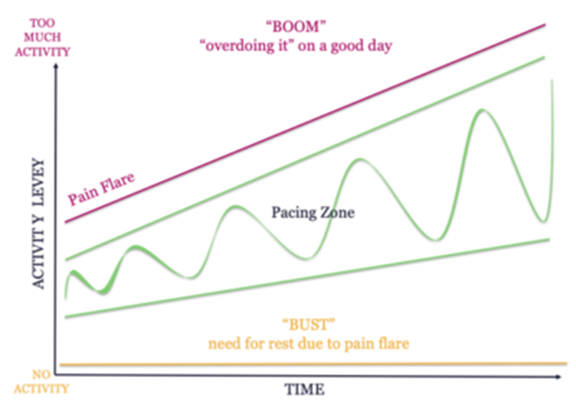 TOO
MUCH
ACTIVITY
“BOOM”
“overdoing it” on a good day
Pain Flare
ACTIVITY LEVEY
Pacing Zone
“BUST”
need for rest due to pain flare
NO
ACTIVITY
TIME